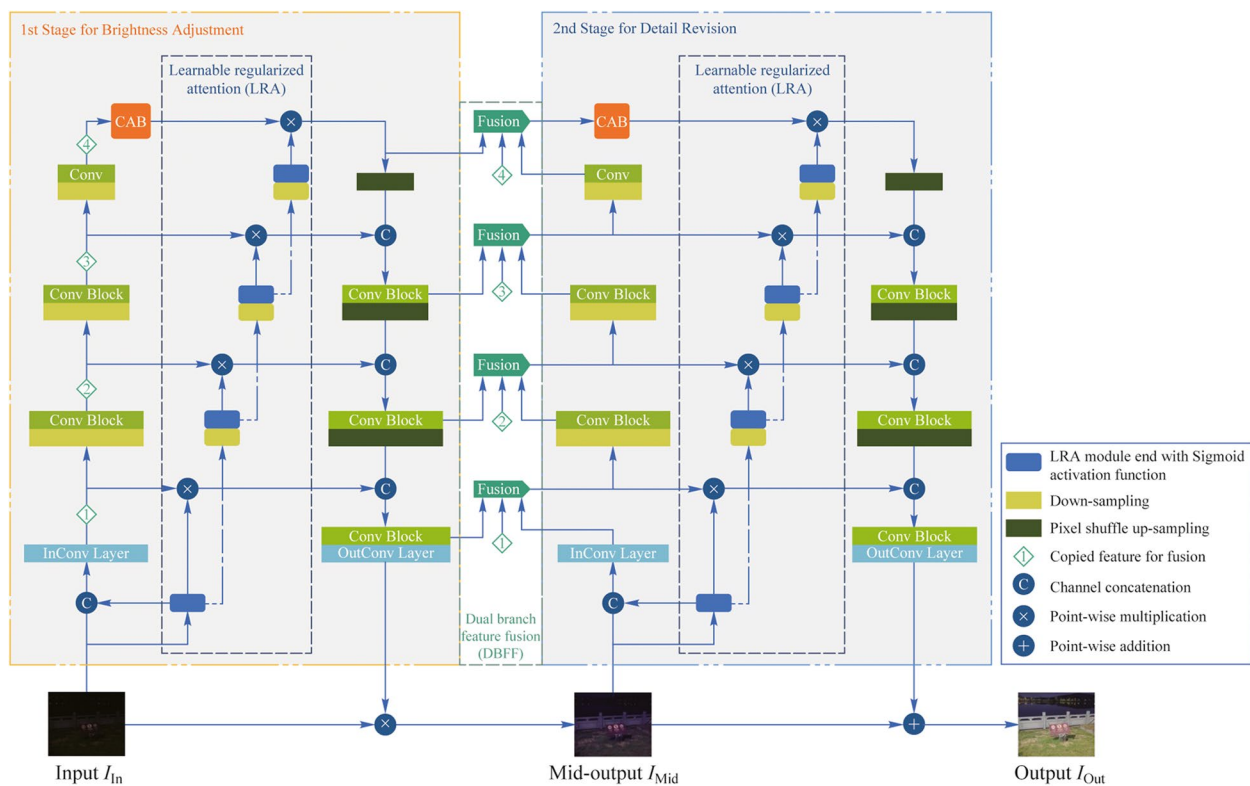 1st Stage for Brightness Adjustment
Learnable regularized
attention (LRA)
CAB
4
Conv
3
Conv Block
2
Conv Block
1
InConv Layer
C
×
×
×
×
C
C
C
Conv Block
Conv Block
Conv Block
OutConv Layer
Fusion
4
Fusion
3
Fusion
2
Fusion
1
Dual branch
feature fusion
(DBFF)
2nd Stage for Detail Revision
Learnable regularized
attention (LRA)
CAB
Conv
Conv Block
Conv Block
InConv Layer
C
×
×
×
×
C
C
C
Conv Block
Conv Block
Conv Block
OutConv Layer
LRA module end with Sigmoid
activation function
Down-sampling
Pixel shuffle up-sampling
1
Copied feature for fusion
C
Channel concatenation
×
Point-wise multiplication
+
Point-wise addition
×
+
Input I_In
Mid-output I_Mid
Output I_Out